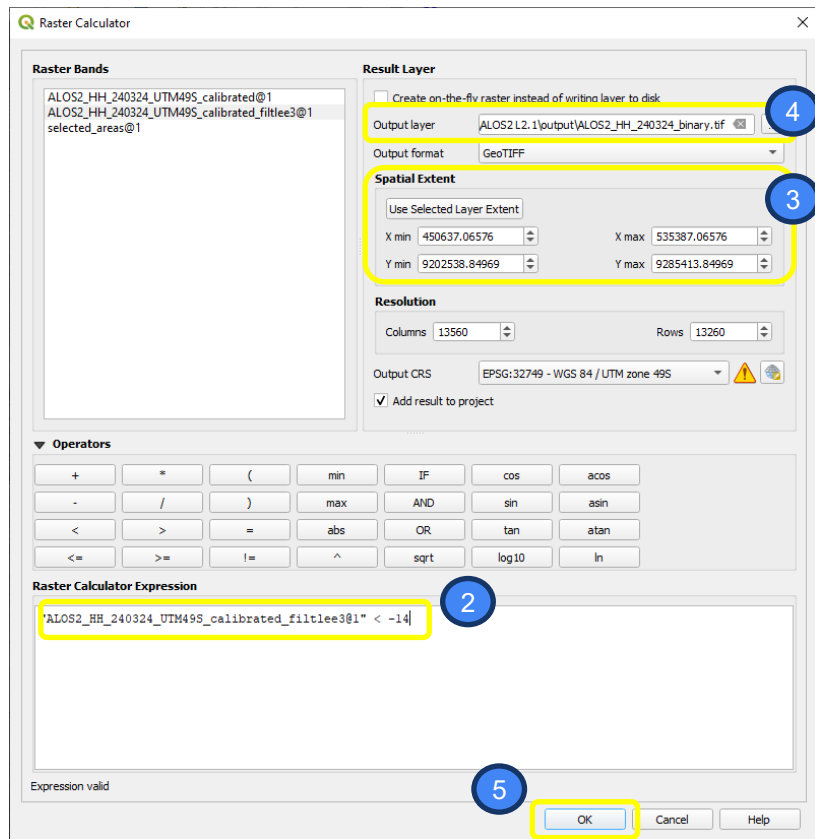 Raster Calculator
Raster Bands
ALOS2_HH_240324_UTM49S_calibrated@1
ALOS2_HH_240324_UTM49S_calibrated_filtlee3@1
selected_areas@1
Result Layer
Create on-the-fly raster instead of writing layer to disk
4
Output layer ALOS2 L2.1\output\ALOS2_HH_240324_binary.tif
Output format GeoTIFF
Spatial Extent
3
Use Selected Layer Extent
X min 450637.06576 X max 535387.06576
Y min 9202538.84969 Y max 9285413.84969
Resolution
Columns 13560 Rows 13260
Output CRS EPSG:32749 - WGS 84 / UTM zone 49S
Add result to project
Operators
+ * ( min IF cos acos
- / ) max AND sin asin
< > = abs OR tan atan
<= >= != ^ sqrt log10 ln
Raster Calculator Expression
2
"ALOS2_HH_240324_UTM49S_calibrated_filtlee3@1" < -14
Expression valid
5
OK Cancel Help